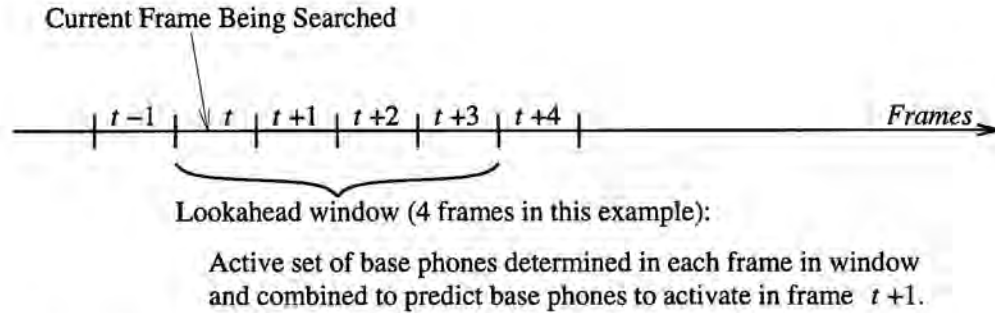 Current Frame Being Searched
t −1 t t +1 t +2 t +3 t +4 Frames
Lookahead window (4 frames in this example):
Active set of base phones determined in each frame in window
and combined to predict base phones to activate in frame t +1.